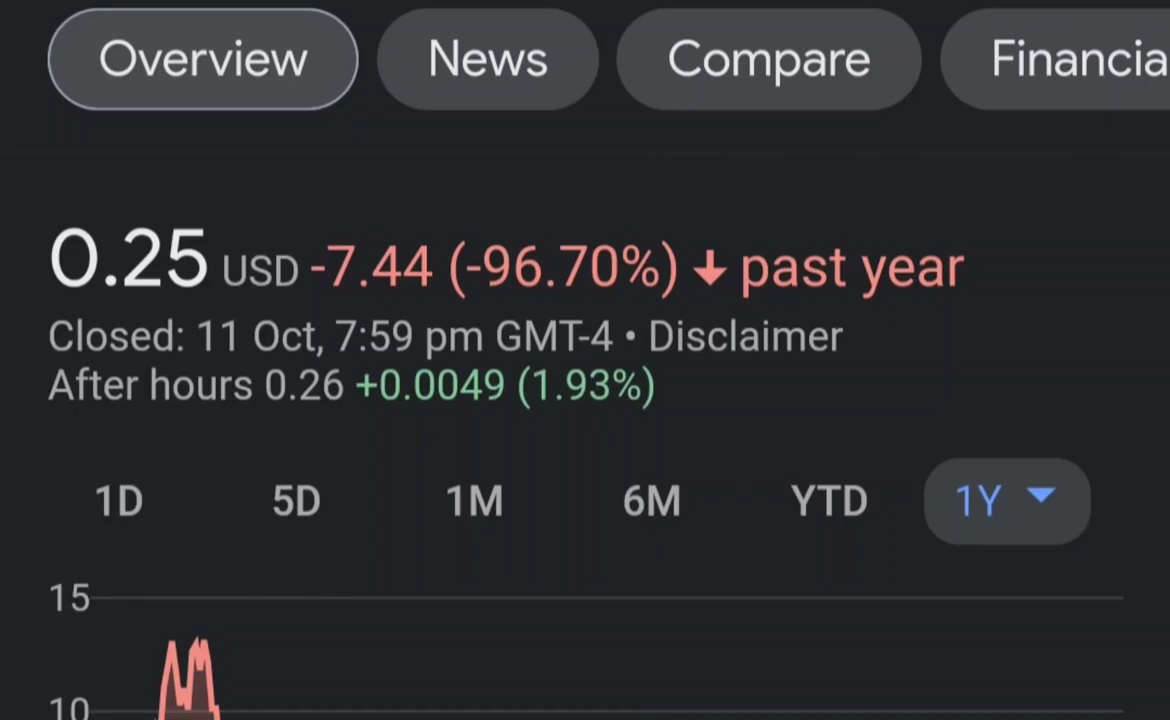 Overview News Compare Financia
0.25 USD -7.44 (-96.70%) ↓ past year
Closed: 11 Oct, 7:59 pm GMT-4 • Disclaimer
After hours 0.26 +0.0049 (1.93%)
1D 5D 1M 6M YTD 1Y
15
10